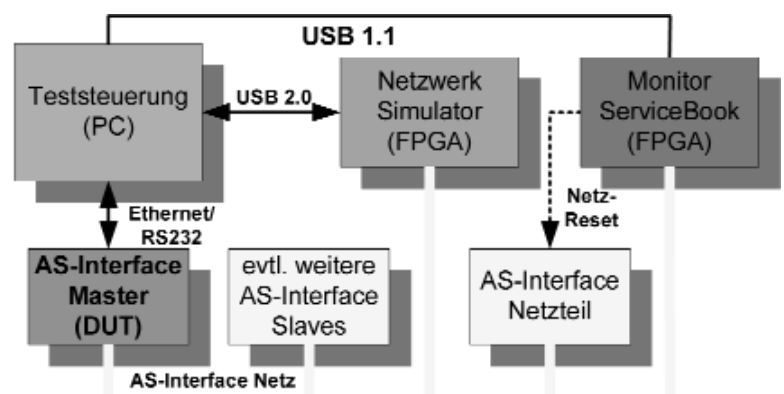 USB 1.1
Teststeuerung
(PC)
USB 2.0
Netzwerk
Simulator
(FPGA)
Monitor
ServiceBook
(FPGA)
Ethernet/
RS232
Netz-
Reset
AS-Interface
Master
(DUT)
evtl. weitere
AS-Interface
Slaves
AS-Interface
Netzteil
AS-Interface Netz